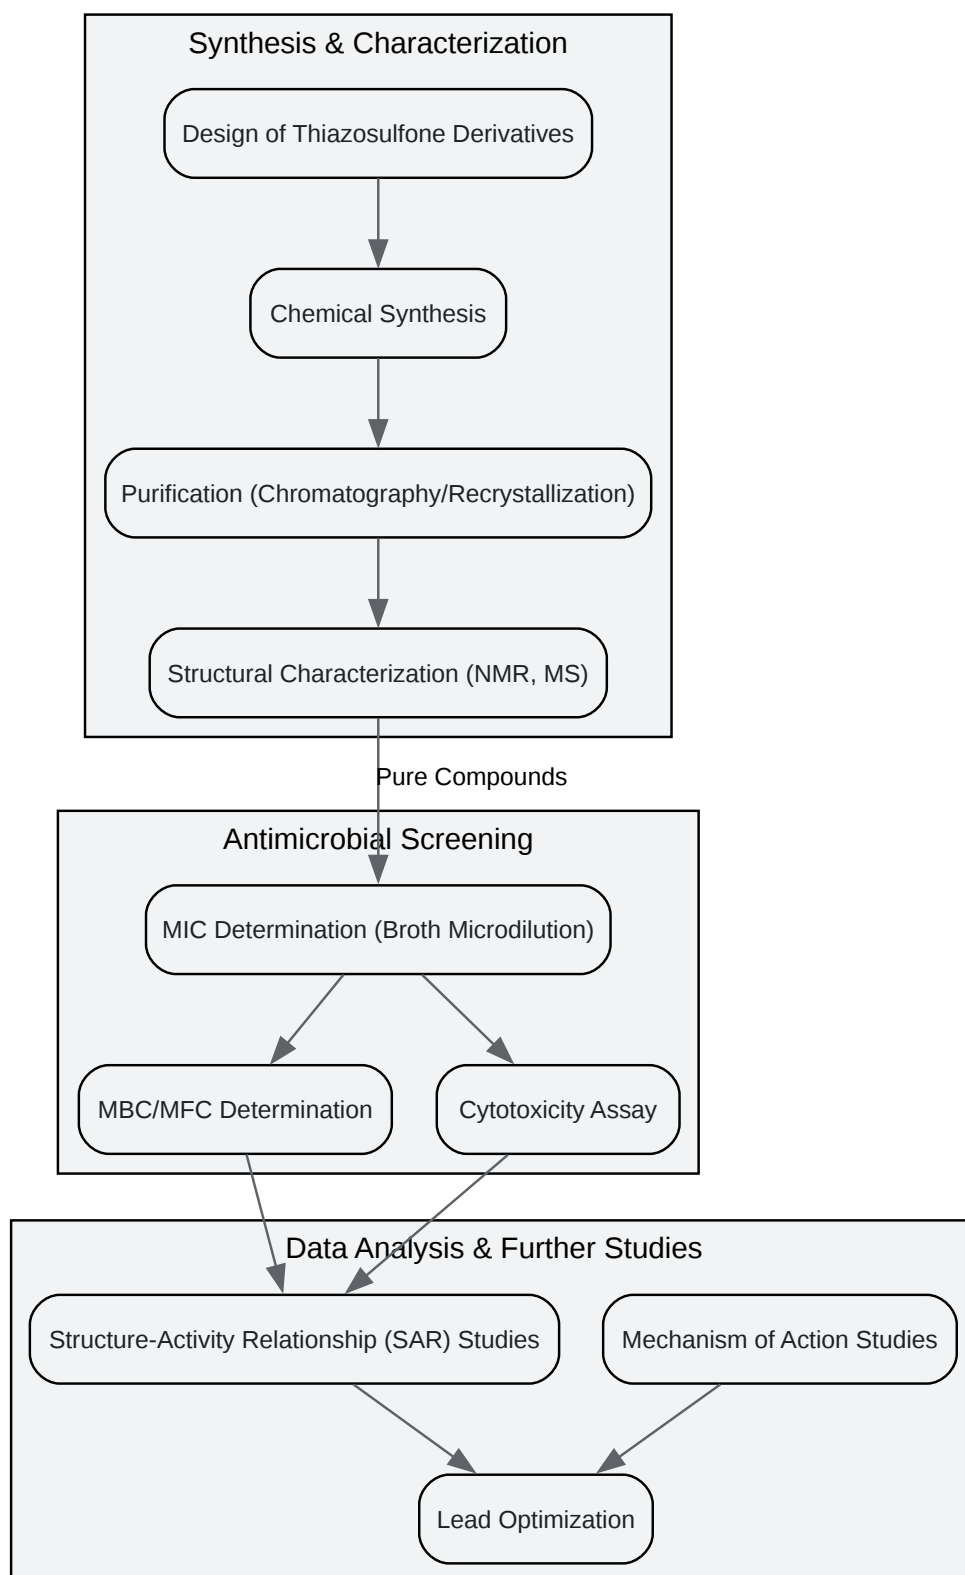 Synthesis & Characterization
Design of Thiazosulfone Derivatives
Chemical Synthesis
Purification (Chromatography/Recrystallization)
Structural Characterization (NMR, MS)
Pure Compounds
Antimicrobial Screening
MIC Determination (Broth Microdilution)
MBC/MFC Determination
Cytotoxicity Assay
Data Analysis & Further Studies
Structure-Activity Relationship (SAR) Studies
Mechanism of Action Studies
Lead Optimization